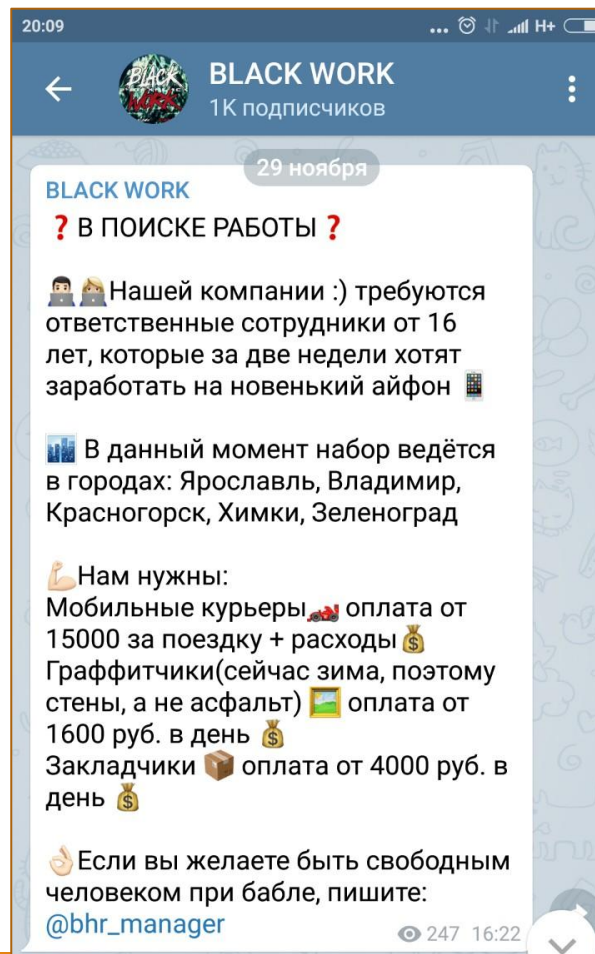 20:09
... H+
BLACK WORK
1K подписчиков
29 ноября
BLACK WORK
❓ В ПОИСКЕ РАБОТЫ ❓
👨🏻‍💻👩🏼‍💻Нашей компании :) требуются
ответственные сотрудники от 16
лет, которые за две недели хотят
заработать на новенький айфон 📱
🏙 В данный момент набор ведётся
в городах: Ярославль, Владимир,
Красногорск, Химки, Зеленоград
💪🏻Нам нужны:
Мобильные курьеры🏎 оплата от
15000 за поездку + расходы💰
Граффитчики(сейчас зима, поэтому
стены, а не асфальт) 🖼 оплата от
1600 руб. в день 💰
Закладчики 📦 оплата от 4000 руб. в
день 💰
👌🏻Если вы желаете быть свободным
человеком при бабле, пишите:
@bhr_manager
247 16:22